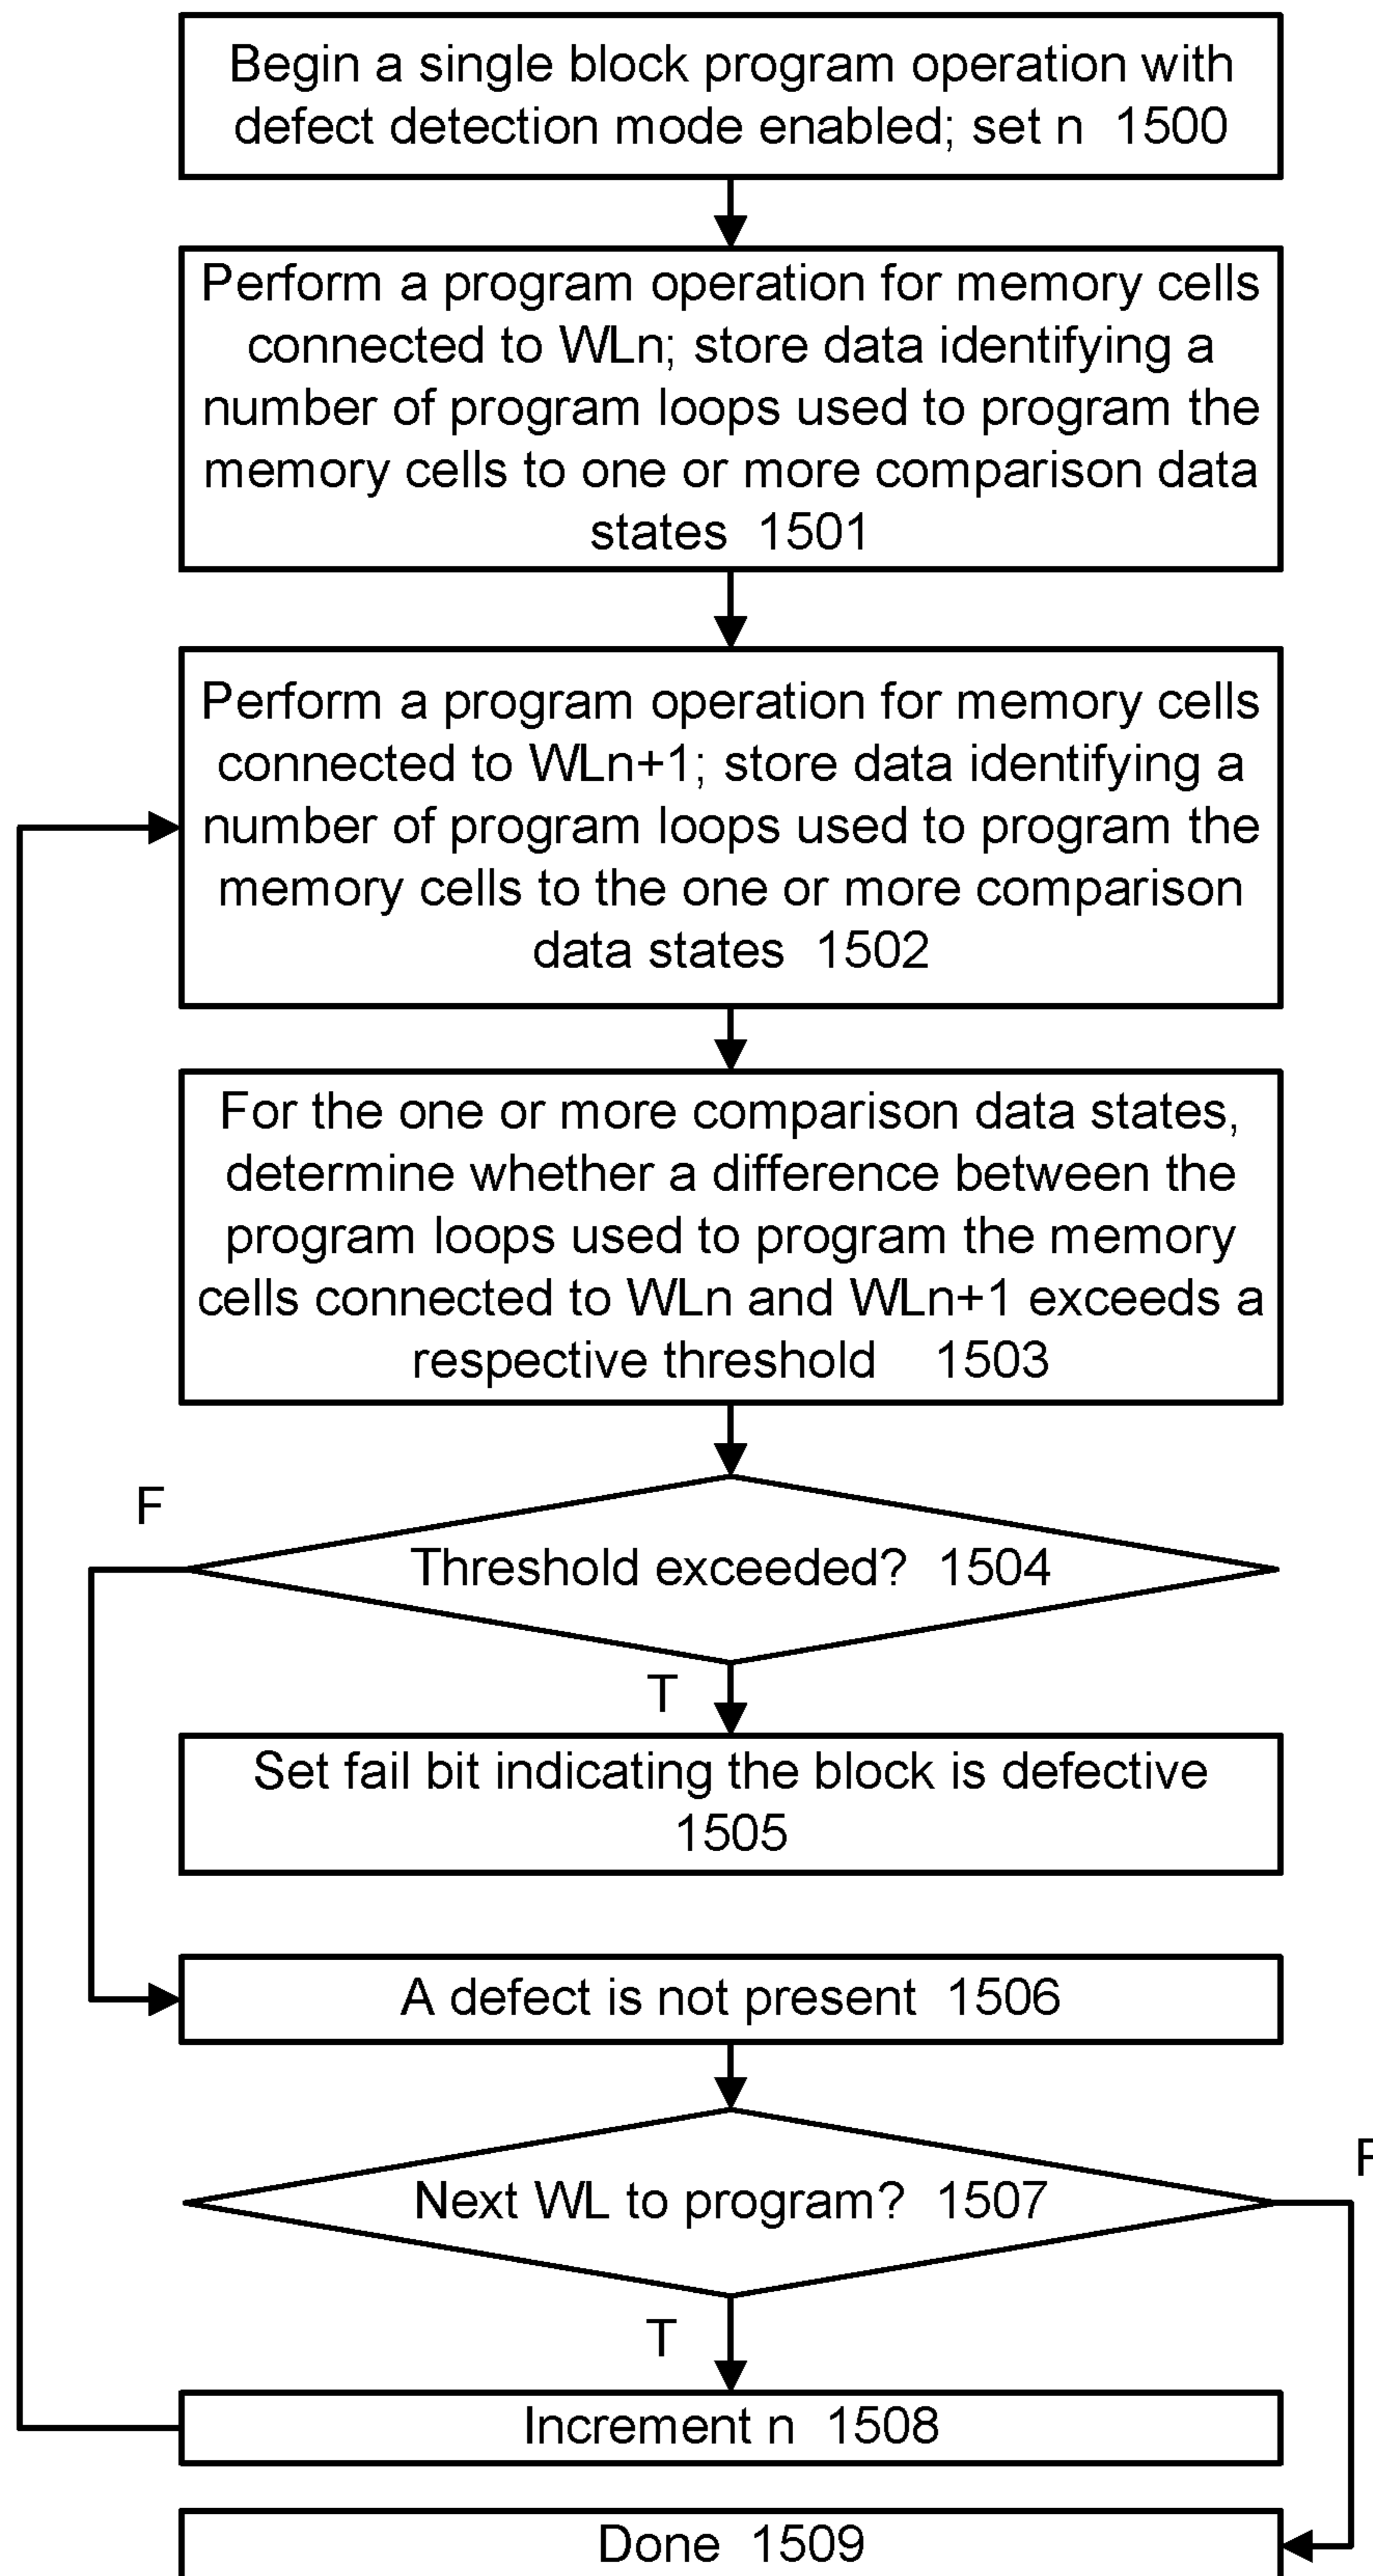 Begin a single block program operation with
defect detection mode enabled; set n 1500
Perform a program operation for memory cells
connected to WLn; store data identifying a
number of program loops used to program the
memory cells to one or more comparison data
states 1501
Perform a program operation for memory cells
connected to WLn+1; store data identifying a
number of program loops used to program the
memory cells to the one or more comparison
data states 1502
For the one or more comparison data states,
determine whether a difference between the
program loops used to program the memory
cells connected to WLn and WLn+1 exceeds a
respective threshold 1503
F
Threshold exceeded? 1504
T
Set fail bit indicating the block is defective
1505
A defect is not present 1506
F
Next WL to program? 1507
T
Increment n 1508
Done 1509